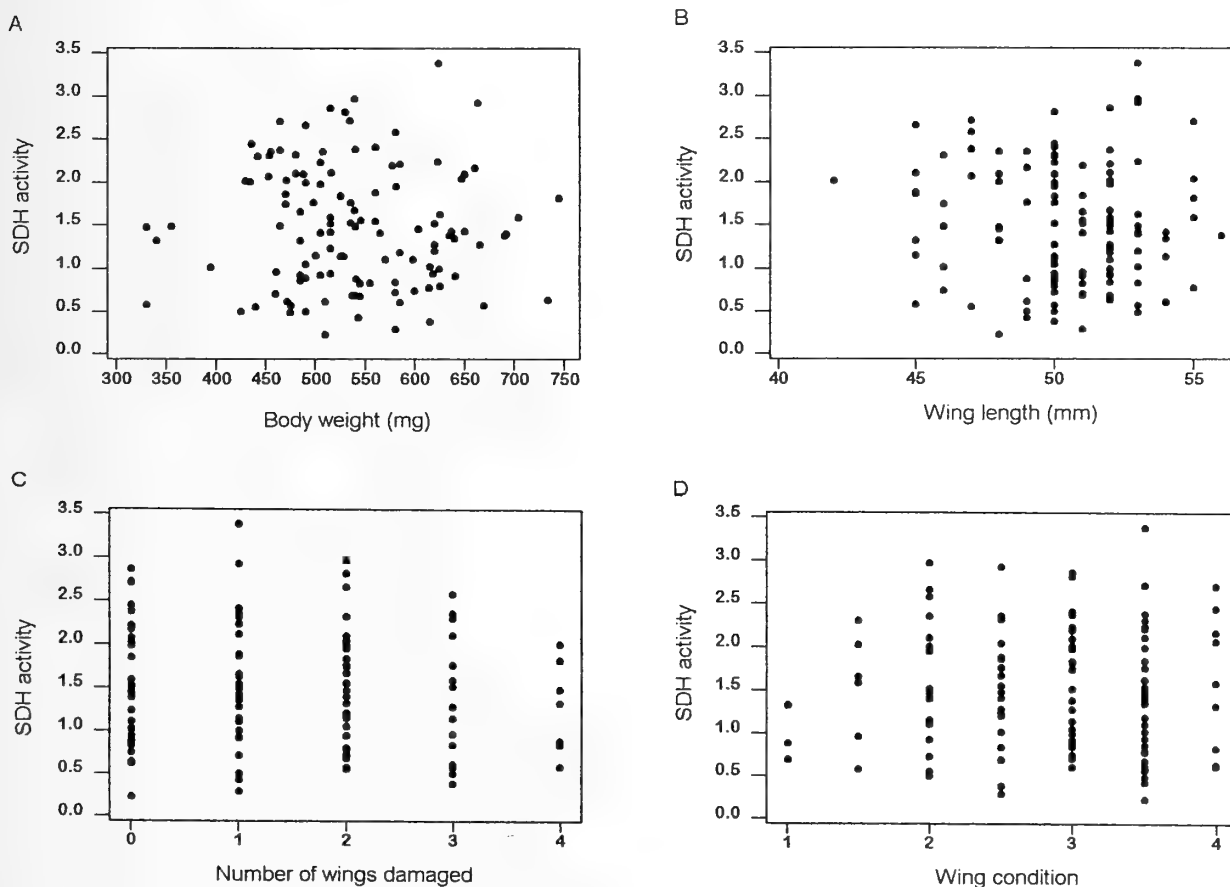 A
3.5
3.0
2.5
2.0
1.5
1.0
0.5
0.0
SDH activity
300 350 400 450 500 550 600 650 700 750
Body weight (mg)
B
3.5
3.0
2.5
2.0
1.5
1.0
0.5
0.0
SDH activity
40 45 50 55
Wing length (mm)
C
3.5
3.0
2.5
2.0
1.5
1.0
0.5
0.0
SDH activity
0 1 2 3 4
Number of wings damaged
D
3.5
3.0
2.5
2.0
1.5
1.0
0.5
0.0
SDH activity
1 2 3 4
Wing condition